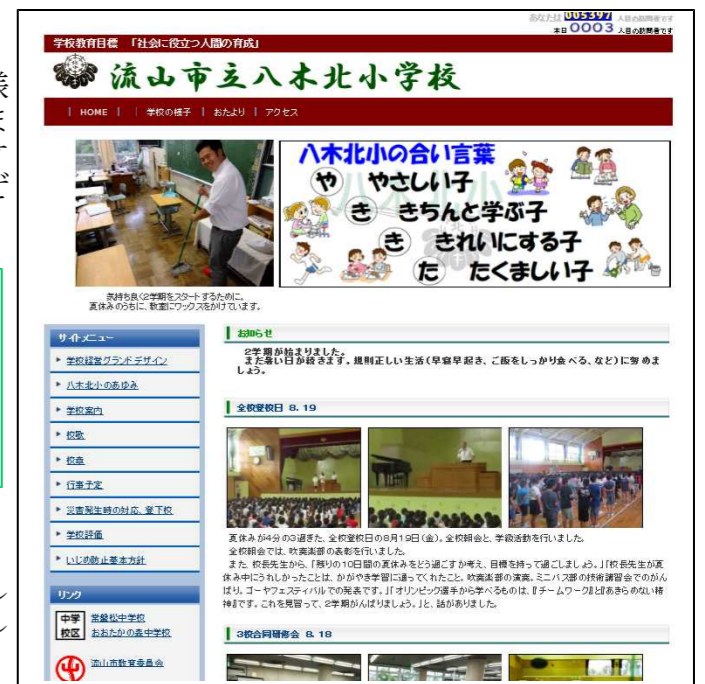 あなたは 005397 人目の訪問者です
本日 0003 人目の訪問者です
学校教育目標 「社会に役立つ人間の育成」
流山市立八木北小学校
| HOME | | 学校の様子 | おたより | アクセス
八木北小の合い言葉
や やさしい子
き きちんと学ぶ子
き きれいにする子
た たくましい子
気持ち良く2学期をスタートするために、
夏休みのうちに、教室にワックスをかけています。
サイトメニュー
学校経営グランドデザイン
八木北小のあゆみ
学校案内
校歌
校章
行事予定
災害発生時の対応、登下校
学校評価
いじめ防止基本方針
リンク
中学校区
常盤松中学校
おおたかの森中学校
流山市教育委員会
お知らせ
2学期が始まりました。
まだ暑い日が続きます。規則正しい生活(早寝早起き、ご飯をしっかり食べる、など)に努めま
しょう。
全校登校日 8. 19
夏休みが4分の3過ぎた、全校登校日の8月19日(金)。全校朝会と、学級活動を行いました。
全校朝会では、吹奏楽部の表彰を行いました。
また、校長先生から、「残りの10日間の夏休みをどう過ごすか考え、目標を持って過ごしましょう。」「校長先生が夏
休み中にうれしかったことは、かがやき学習に通ってくれたこと、吹奏楽部の演奏、ミニバス部の技術講習会でのがん
ばり、ゴーヤフェスティバルでの発表です。」「オリンピック選手から学べるものは、『チームワーク』と『あきらめない精
神』です。これを見習って、2学期がんばりましょう。」と、話がありました。
3校合同研修会 8. 18